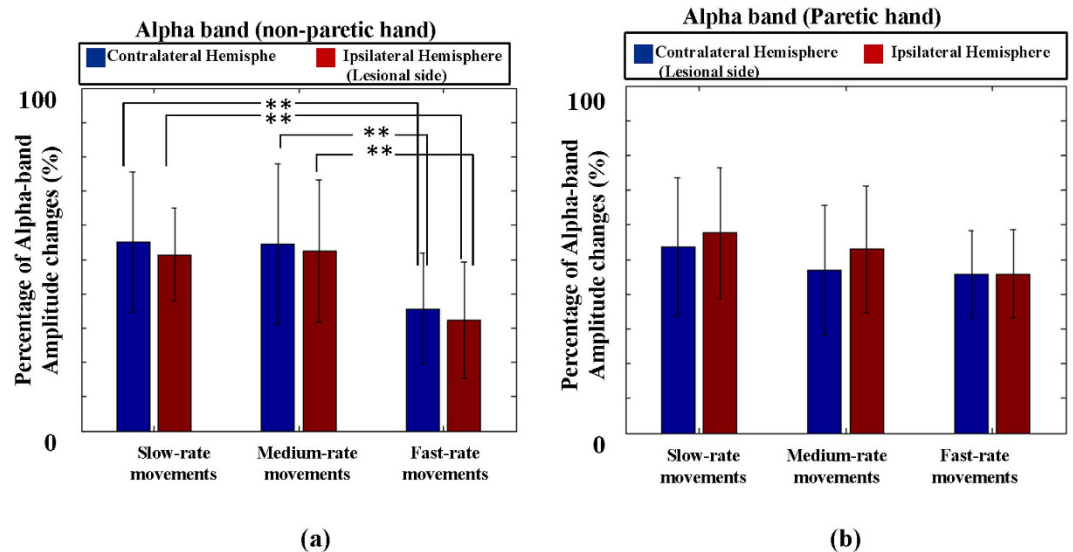 Alpha band (non-paretic hand)
Contralateral Hemisphe
Ipsilateral Hemisphere
(Lesional side)
100
Percentage of Alpha-band
Amplitude changes (%)
0
**
**
**
**
Slow-rate
movements
Medium-rate
movements
Fast-rate
movements
(a)
Alpha band (Paretic hand)
Contralateral Hemisphere
(Lesional side)
Ipsilateral Hemisphere
100
Percentage of Alpha-band
Amplitude changes (%)
0
Slow-rate
movements
Medium-rate
movements
Fast-rate
movements
(b)